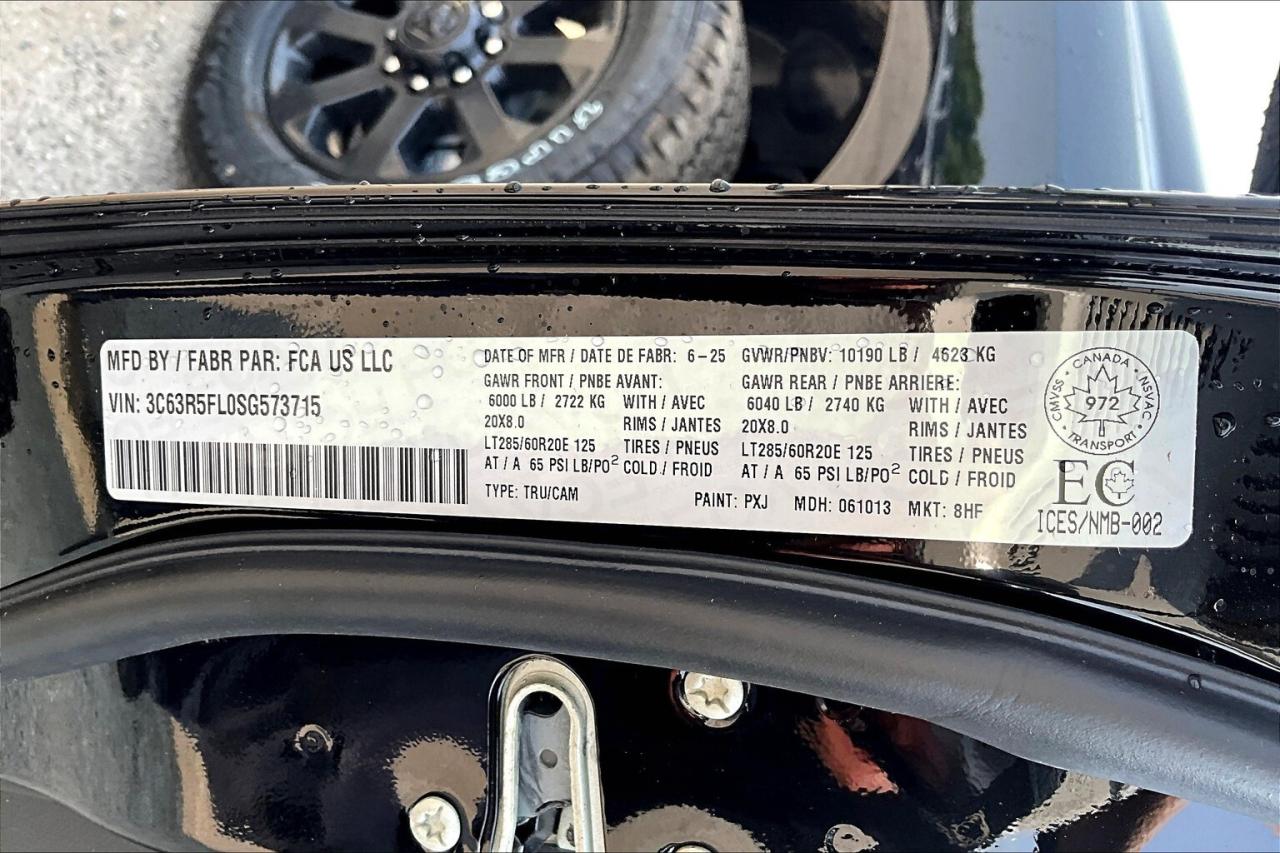 MFD BY / FABR PAR: FCA US LLC
VIN: 3C63R5FL0SG573715
DATE OF MFR / DATE DE FABR: 6-25
GVWR/PNBV: 10190 LB / 4623 KG
GAWR FRONT / PNBE AVANT:
6000 LB / 2722 KG WITH / AVEC
20X8.0 RIMS / JANTES
LT285/60R20E 125 TIRES / PNEUS
AT / A 65 PSI LB/PO² COLD / FROID
GAWR REAR / PNBE ARRIERE:
6040 LB / 2740 KG WITH / AVEC
20X8.0 RIMS / JANTES
LT285/60R20E 125 TIRES / PNEUS
AT / A 65 PSI LB/PO² COLD / FROID
TYPE: TRU/CAM
PAINT: PXJ
MDH: 061013
MKT: 8HF
CMVSS · CANADA · NSVAC · TRANSPORT ·
972
EC
ICES/NMB-002